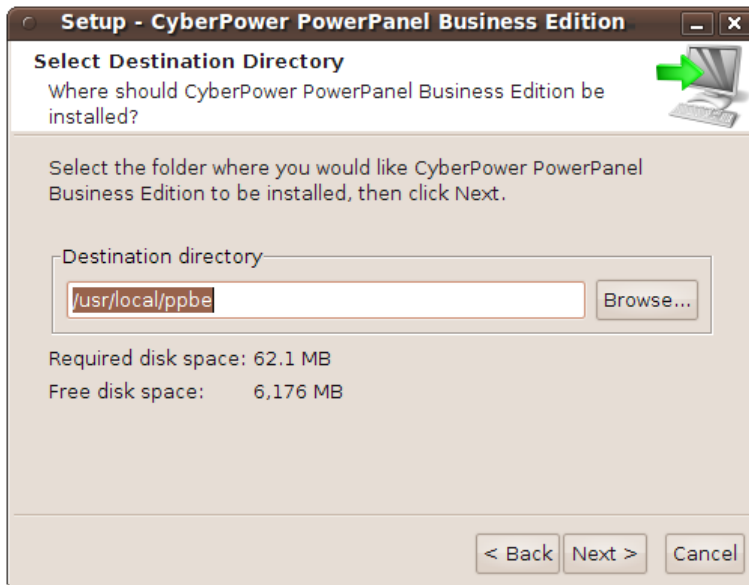 Setup - CyberPower PowerPanel Business Edition
Select Destination Directory
Where should CyberPower PowerPanel Business Edition be
installed?
Select the folder where you would like CyberPower PowerPanel
Business Edition to be installed, then click Next.
Destination directory
/usr/local/ppbe
Browse...
Required disk space: 62.1 MB
Free disk space: 6,176 MB
< Back Next > Cancel